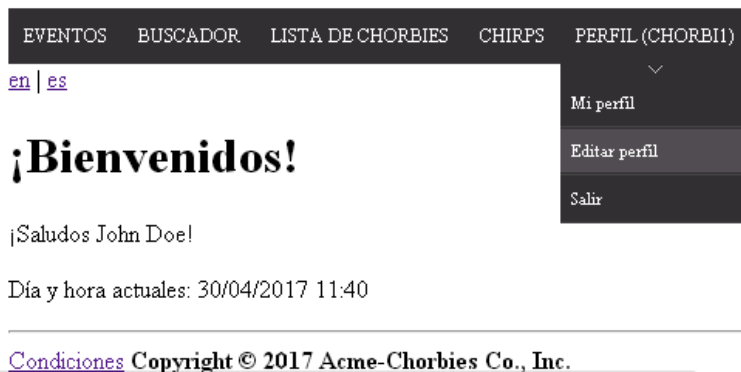 EVENTOS BUSCADOR LISTA DE CHORBIES CHIRPS PERFIL (CHORBI1)
en | es
Mi perfil
Editar perfil
Salir
¡Bienvenidos!
¡Saludos John Doe!
Día y hora actuales: 30/04/2017 11:40
Condiciones Copyright © 2017 Acme-Chorbies Co., Inc.